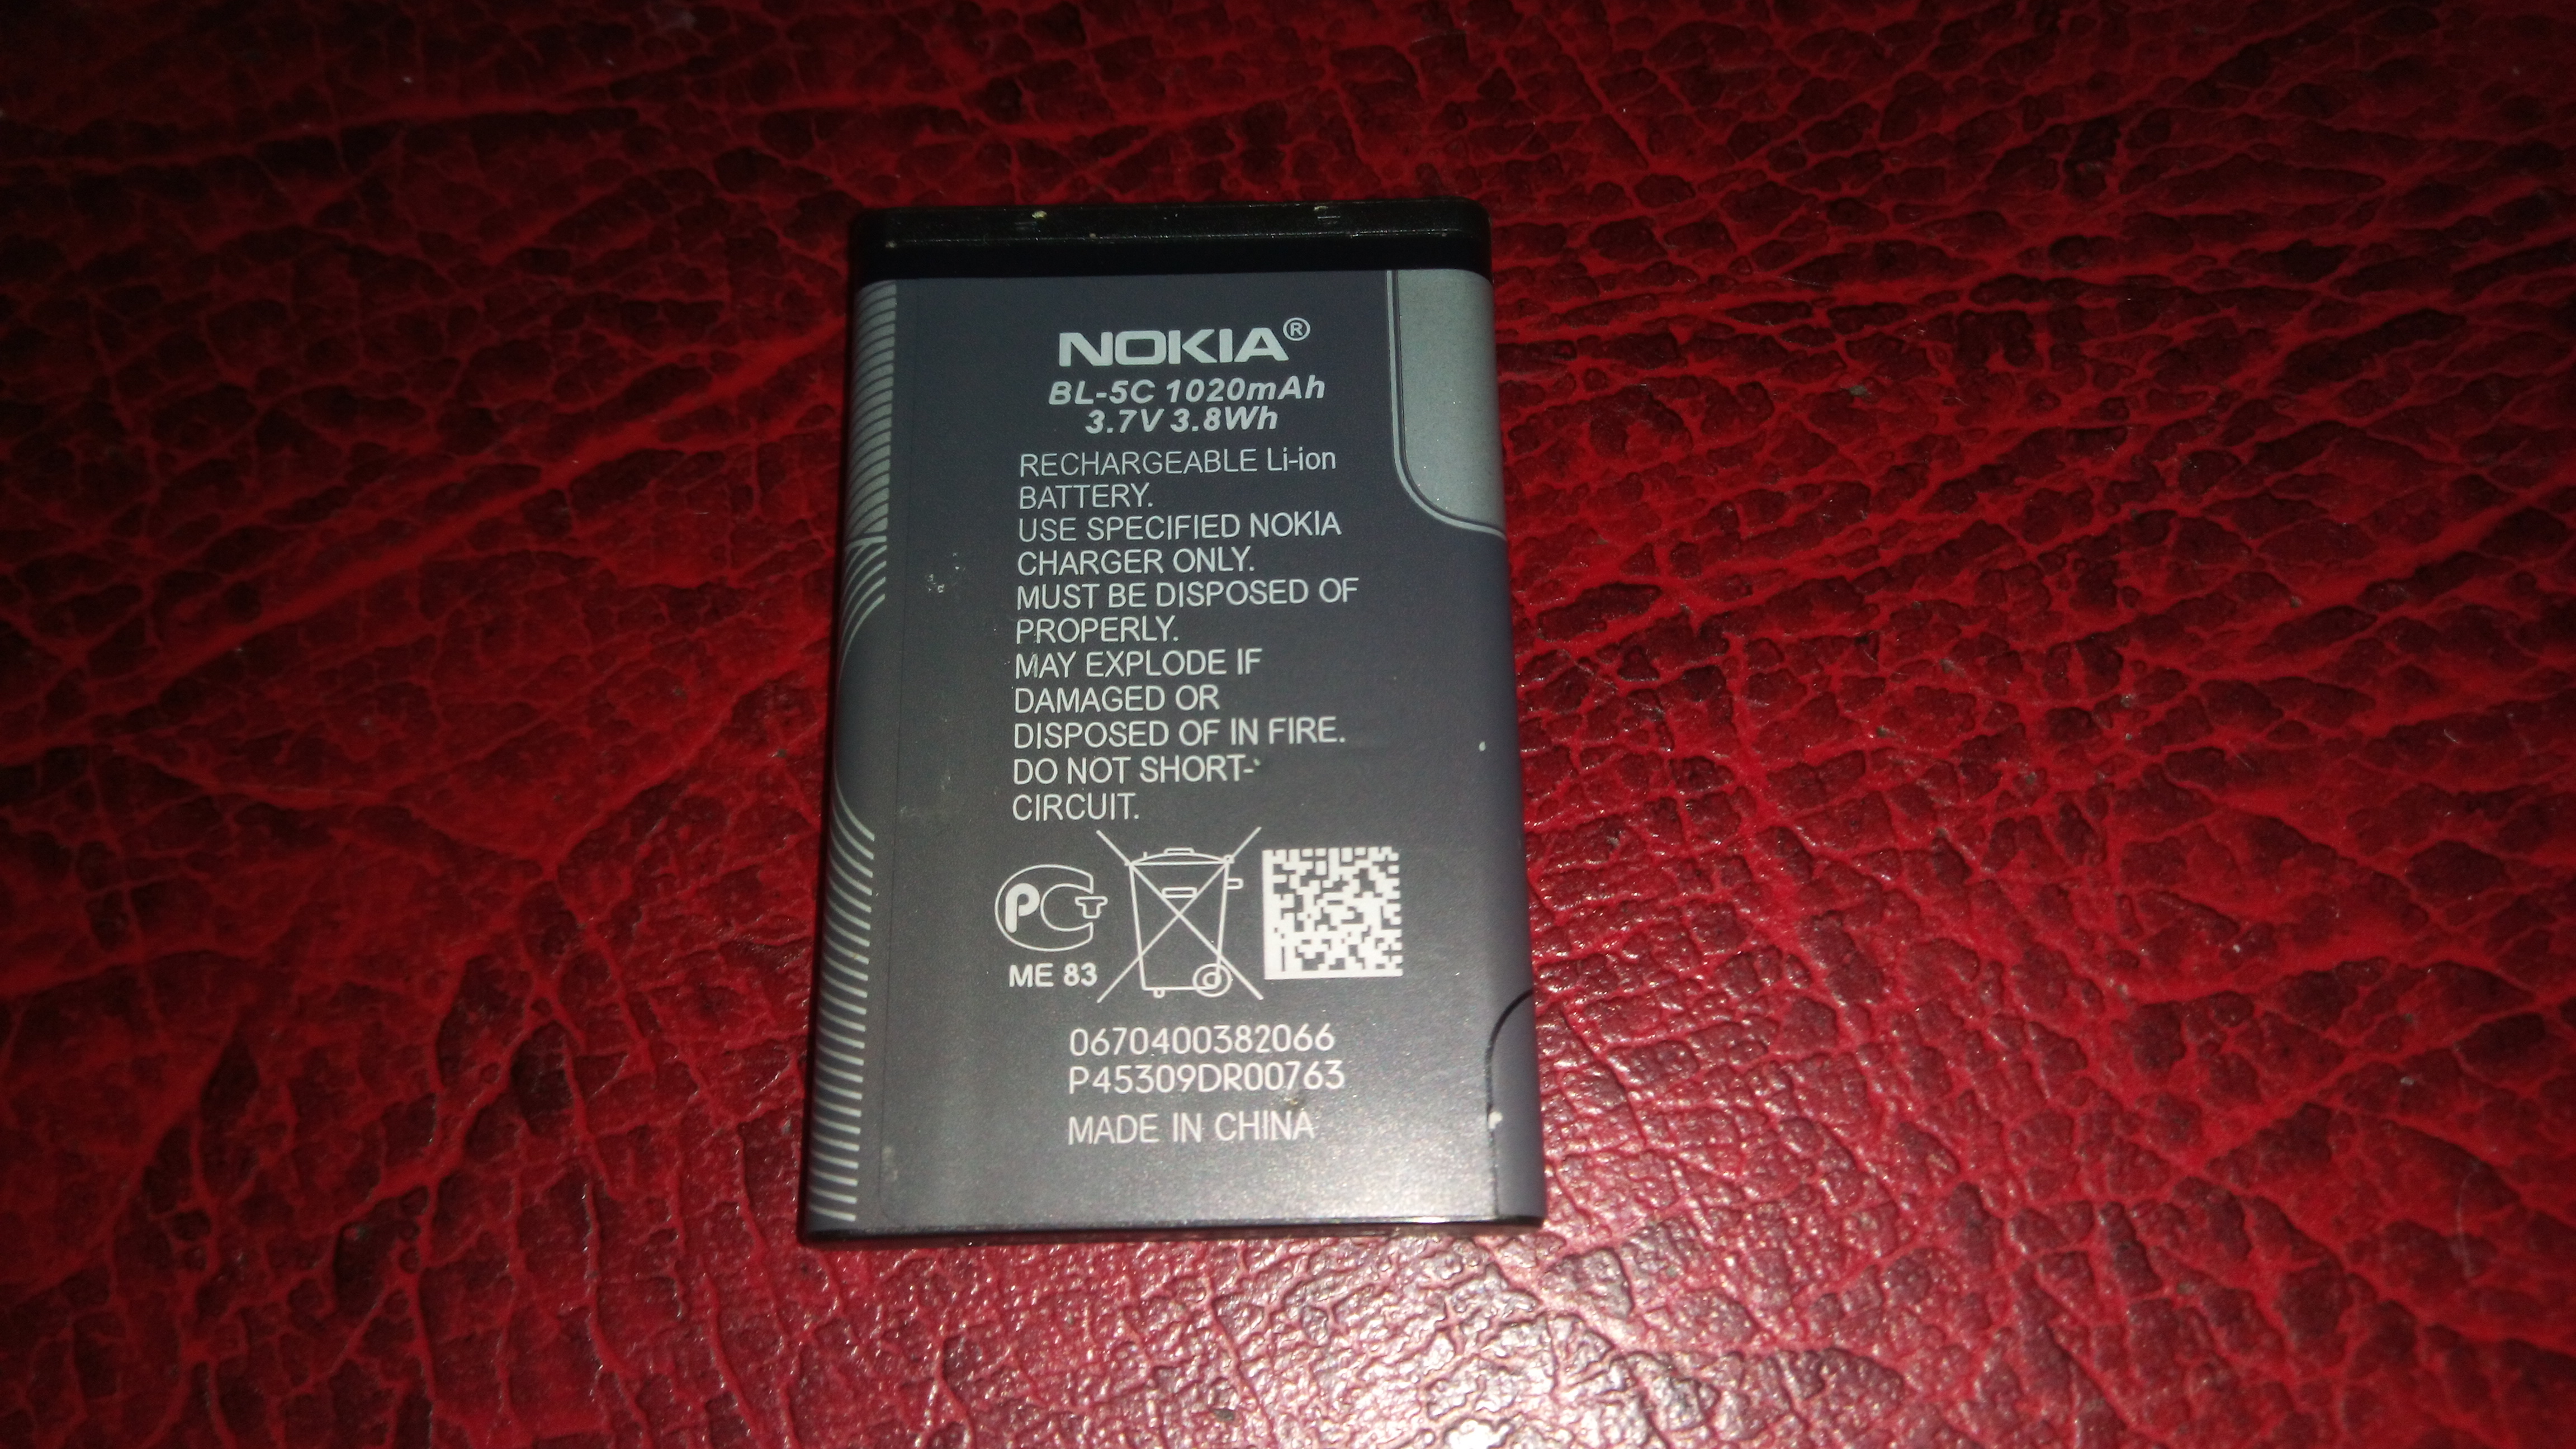 NOKIA®
BL-5C 1020mAh
3.7V 3.8Wh
RECHARGEABLE Li-ion
BATTERY.
USE SPECIFIED NOKIA
CHARGER ONLY.
MUST BE DISPOSED OF
PROPERLY.
MAY EXPLODE IF
DAMAGED OR
DISPOSED OF IN FIRE.
DO NOT SHORT-
CIRCUIT.
РСТ
ME 83
0670400382066
P45309DR00763
MADE IN CHINA